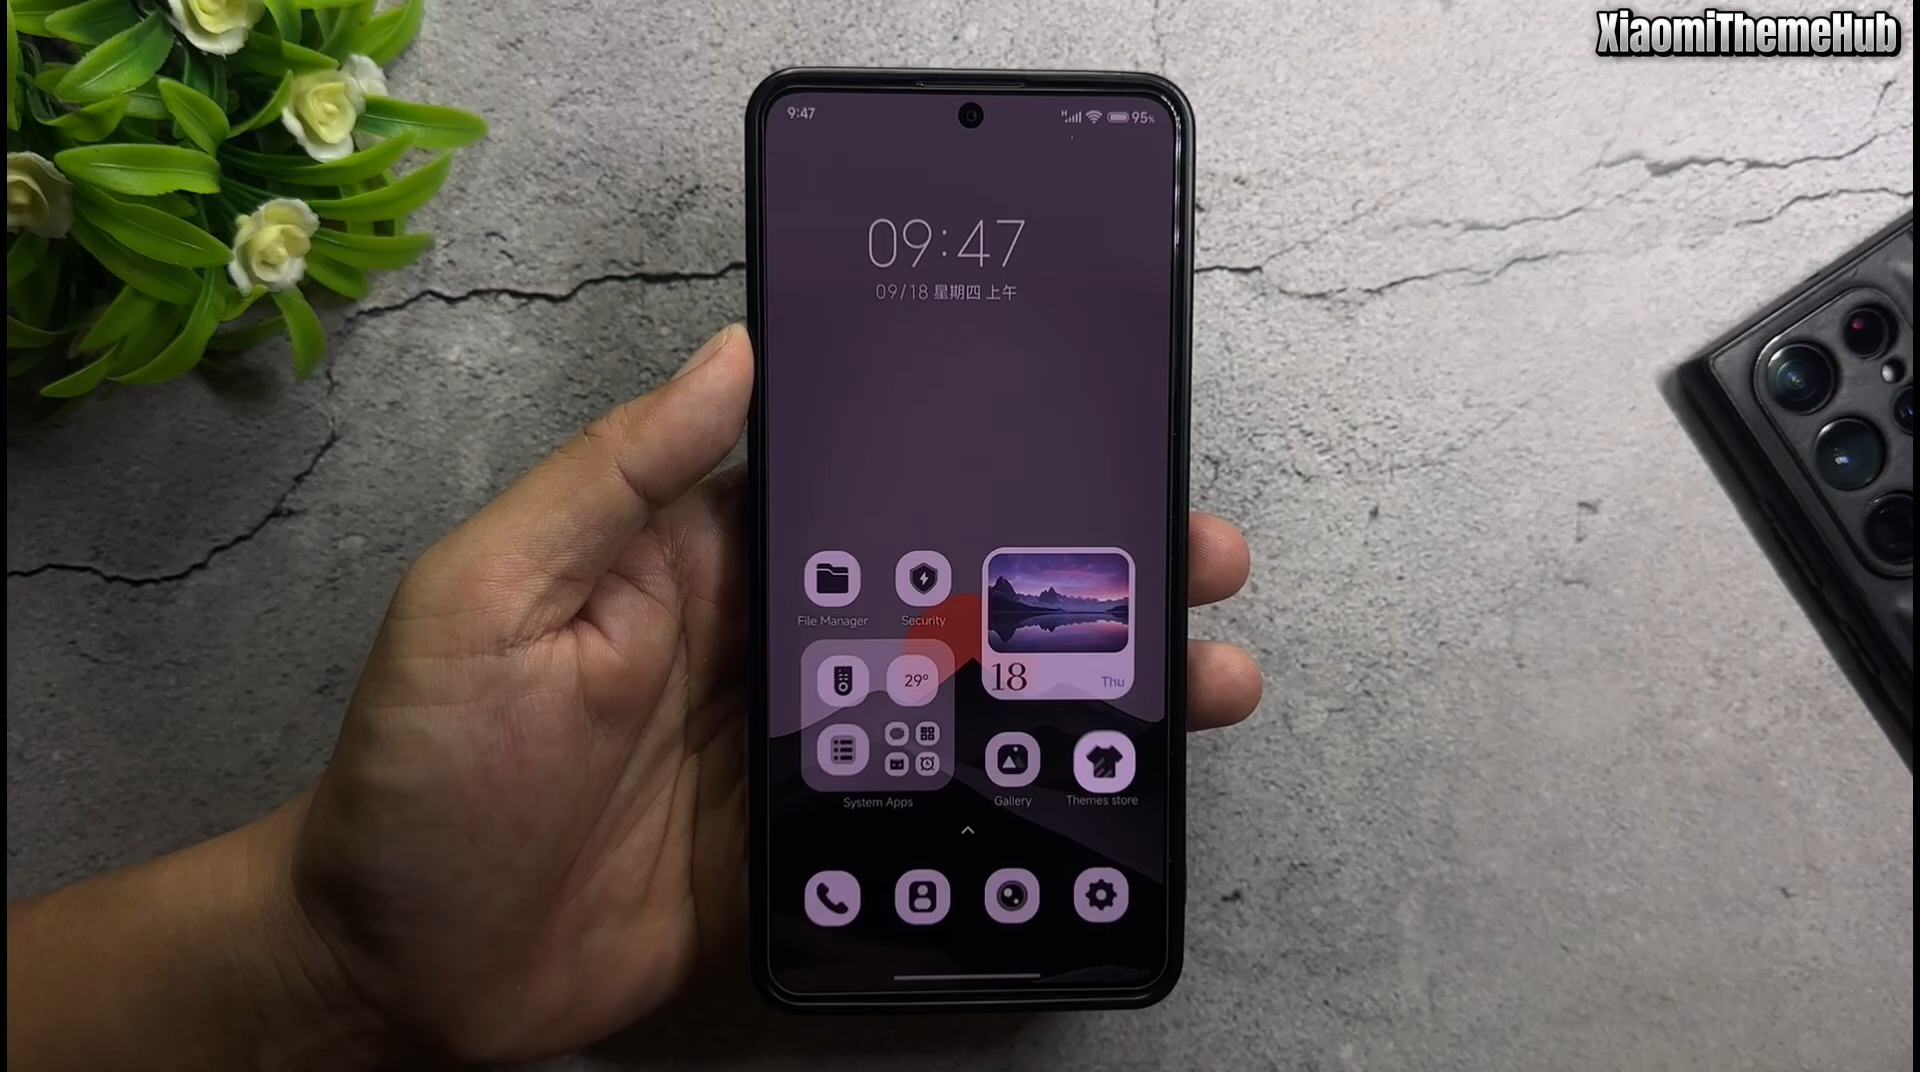 XiaomiThemeHub
9:47
95%
09:47
09/18 星期四 上午
File Manager
Security
29°
18
Thu
System Apps
Gallery
Themes store